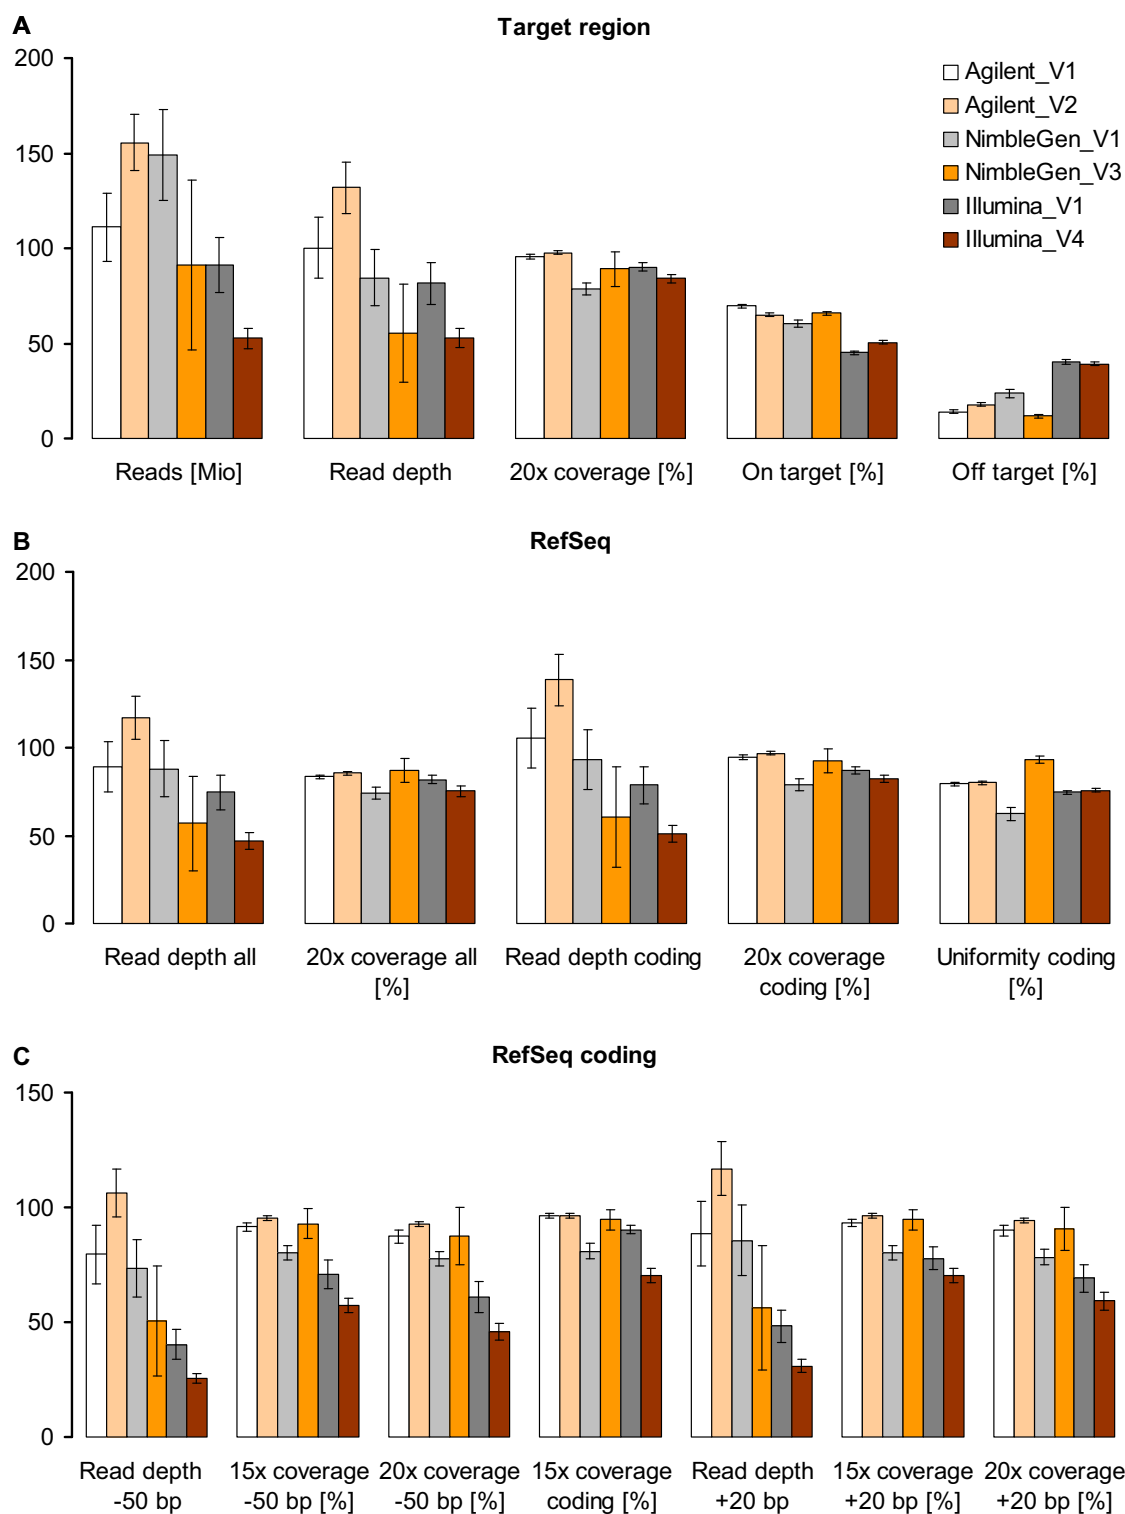 A
Target region
200
150
100
50
0
Agilent_V1
Agilent_V2
NimbleGen_V1
NimbleGen_V3
Illumina_V1
Illumina_V4
Reads [Mio]
Read depth
20x coverage [%]
On target [%]
Off target [%]
B
RefSeq
200
150
100
50
0
Read depth all
20x coverage all
[%]
Read depth coding
20x coverage
coding [%]
Uniformity coding
[%]
C
RefSeq coding
150
100
50
0
Read depth
-50 bp
15x coverage
-50 bp [%]
20x coverage
-50 bp [%]
15x coverage
coding [%]
Read depth
+20 bp
15x coverage
+20 bp [%]
20x coverage
+20 bp [%]